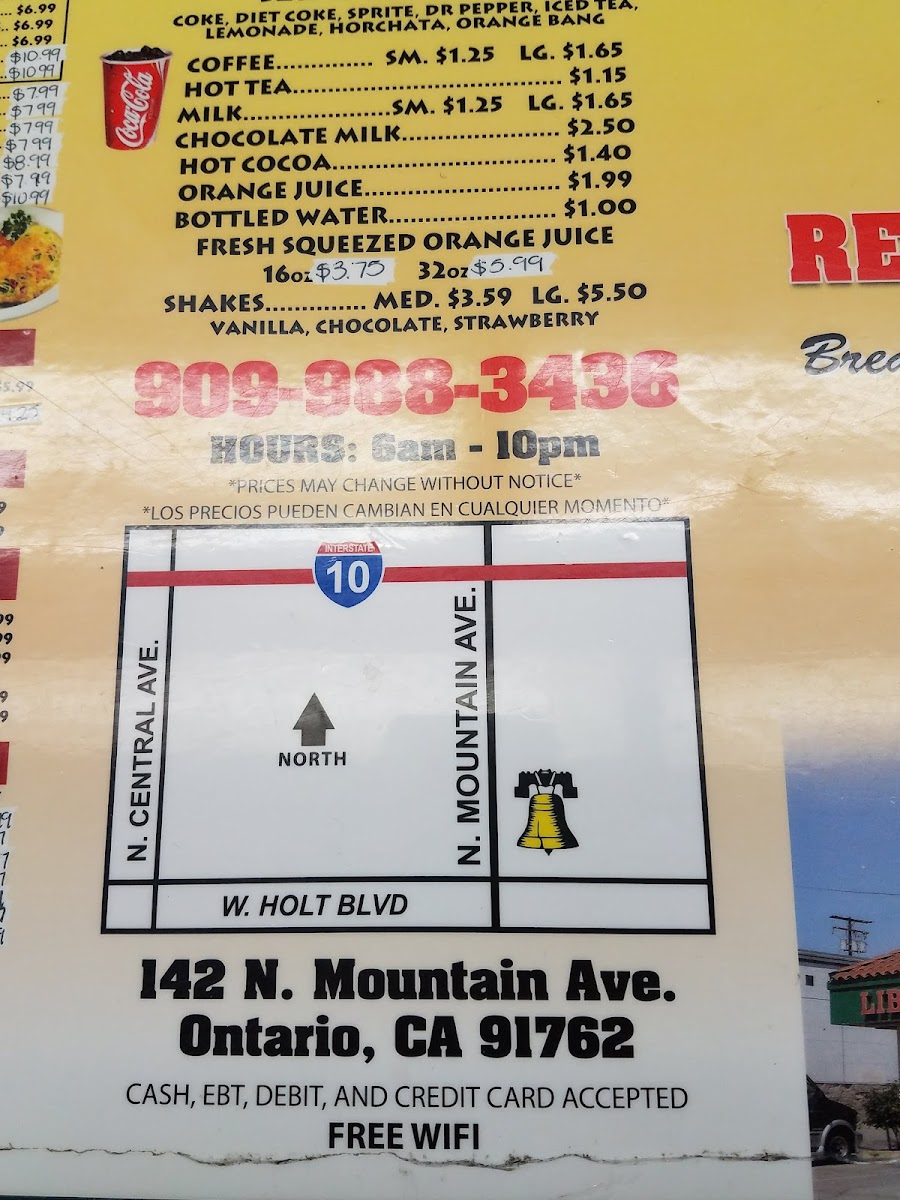 $6.99
$6.99
$6.99
$10.99
$10.99
$7.99
$7.99
$7.99
$7.99
$8.99
$7.99
$10.99
COKE, DIET COKE, SPRITE, DR PEPPER, ICED TEA,
LEMONADE, HORCHATA, ORANGE BANG
Coca-Cola
COFFEE............... SM. $1.25 LG. $1.65
HOT TEA.......................................... $1.15
MILK......................SM. $1.25 LG. $1.65
CHOCOLATE MILK........................ $2.50
HOT COCOA.................................. $1.40
ORANGE JUICE............................. $1.99
BOTTLED WATER......................... $1.00
FRESH SQUEEZED ORANGE JUICE
16oz $3.75 32oz $5.99
SHAKES............... MED. $3.59 LG. $5.50
VANILLA, CHOCOLATE, STRAWBERRY
909-988-3436
HOURS: 6am - 10pm
*PRICES MAY CHANGE WITHOUT NOTICE*
*LOS PRECIOS PUEDEN CAMBIAN EN CUALQUIER MOMENTO*
INTERSTATE
10
N. CENTRAL AVE.
NORTH
N. MOUNTAIN AVE.
W. HOLT BLVD
142 N. Mountain Ave.
Ontario, CA 91762
CASH, EBT, DEBIT, AND CREDIT CARD ACCEPTED
FREE WIFI
RE
Brea
LIB